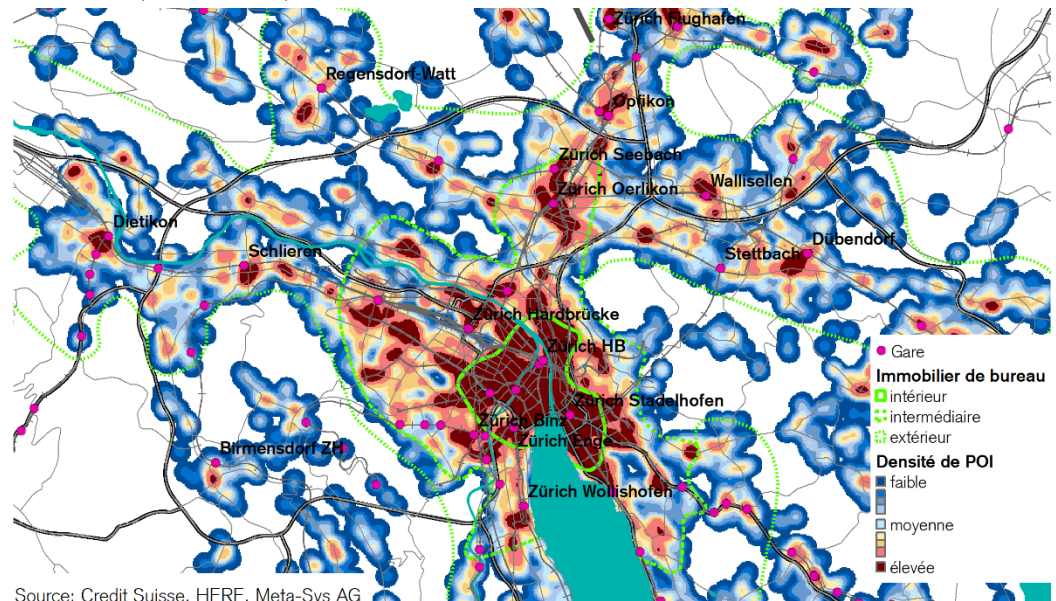 Zürich Flughafen
Regensdorf-Watt
Opfikon
Zürich Seebach
Zürich Oerlikon
Wallisellen
Dietikon
Schlieren
Dübendorf
Stettbach
Zürich Hardbrücke
Zürich HB
Zürich Stadelhofen
Zürich Binz
Zürich Enge
Birmensdorf ZH
Zürich Wollishofen
Gare
Immobilier de bureau
intérieur
intermédiaire
extérieur
Densité de POI
faible
moyenne
élevée
Source: Credit Suisse, HERE, Meta-Sys AG